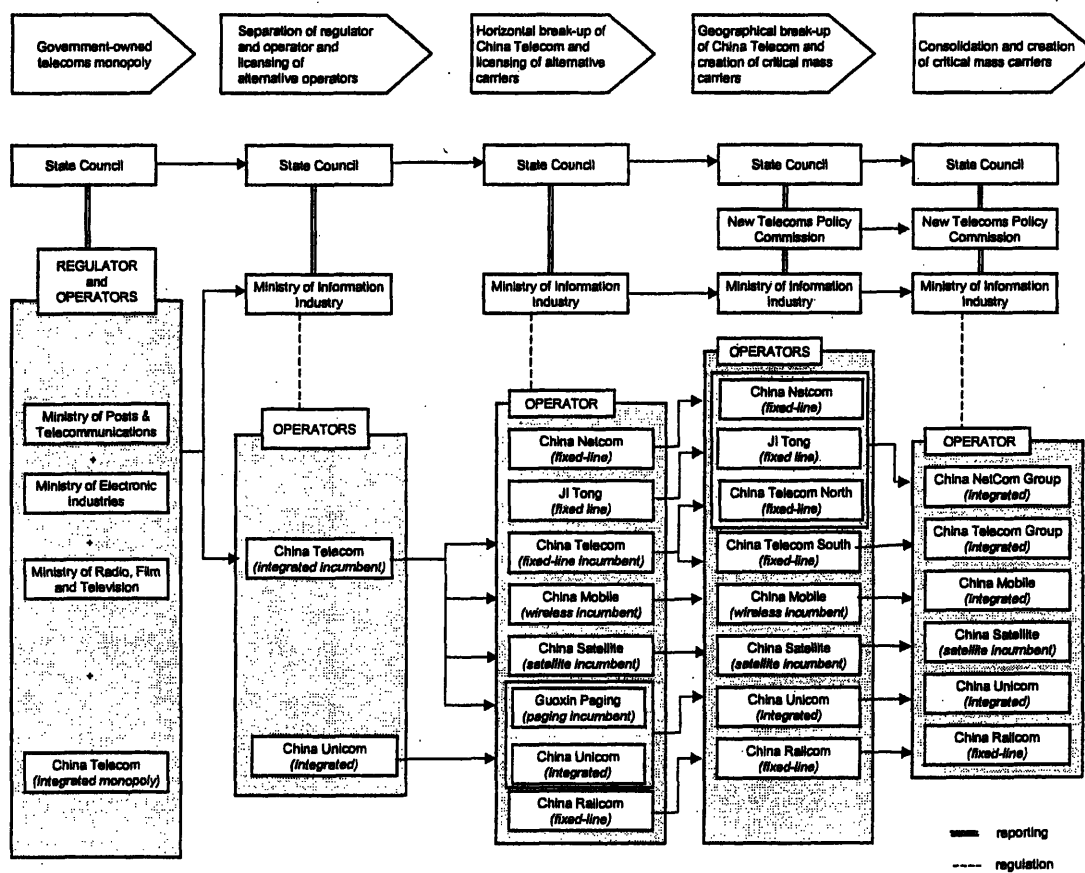 Government-owned
telecoms monopoly
Separation of regulator
and operator and
licensing of
alternative operators
Horizontal break-up of
China Telecom and
licensing of alternative
carriers
Geographical break-up
of China Telecom and
creation of critical mass
carriers
Consolidation and creation
of critical mass carriers
State Council
State Council
State Council
State Council
State Council
New Telecoms Policy
Commission
New Telecoms Policy
Commission
REGULATOR
and
OPERATORS
Ministry of Information
Industry
Ministry of Information
Industry
Ministry of Information
Industry
Ministry of Information
Industry
Ministry of Posts &
Telecommunications
+
Ministry of Electronic
Industries
+
Ministry of Radio, Film
and Television
+
China Telecom
(integrated monopoly)
OPERATORS
China Telecom
(integrated incumbent)
China Unicom
(integrated)
OPERATOR
China Netcom
(fixed-line)
Ji Tong
(fixed line)
China Telecom
(fixed-line incumbent)
China Mobile
(wireless incumbent)
China Satellite
(satellite incumbent)
Guoxin Paging
(paging incumbent)
China Unicom
(integrated)
China Railcom
(fixed-line)
OPERATORS
China Netcom
(fixed-line)
Ji Tong
(fixed line)
China Telecom North
(fixed-line)
China Telecom South
(fixed-line)
China Mobile
(wireless incumbent)
China Satellite
(satellite incumbent)
China Unicom
(integrated)
China Railcom
(fixed-line)
OPERATOR
China NetCom Group
(integrated)
China Telecom Group
(integrated)
China Mobile
(integrated)
China Satellite
(satellite incumbent)
China Unicom
(integrated)
China Railcom
(fixed-line)
reporting
regulation